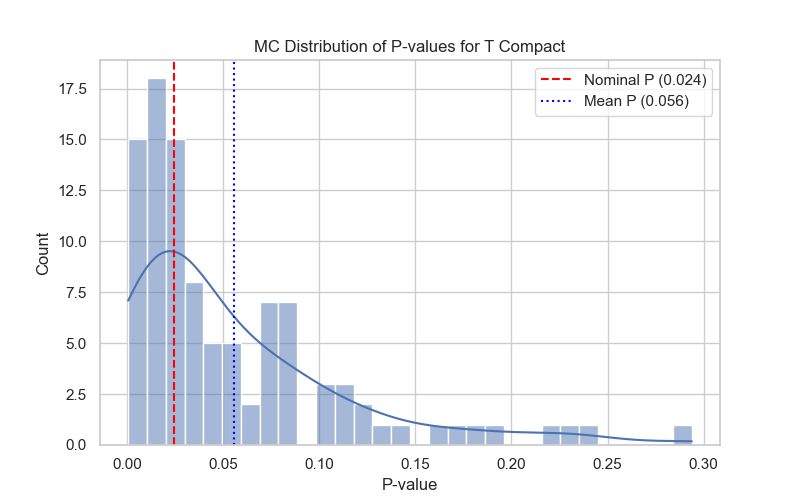 MC Distribution of P-values for T Compact
Nominal P (0.024)
Mean P (0.056)
17.5
15.0
12.5
10.0
7.5
5.0
2.5
0.0
Count
0.00 0.05 0.10 0.15 0.20 0.25 0.30
P-value